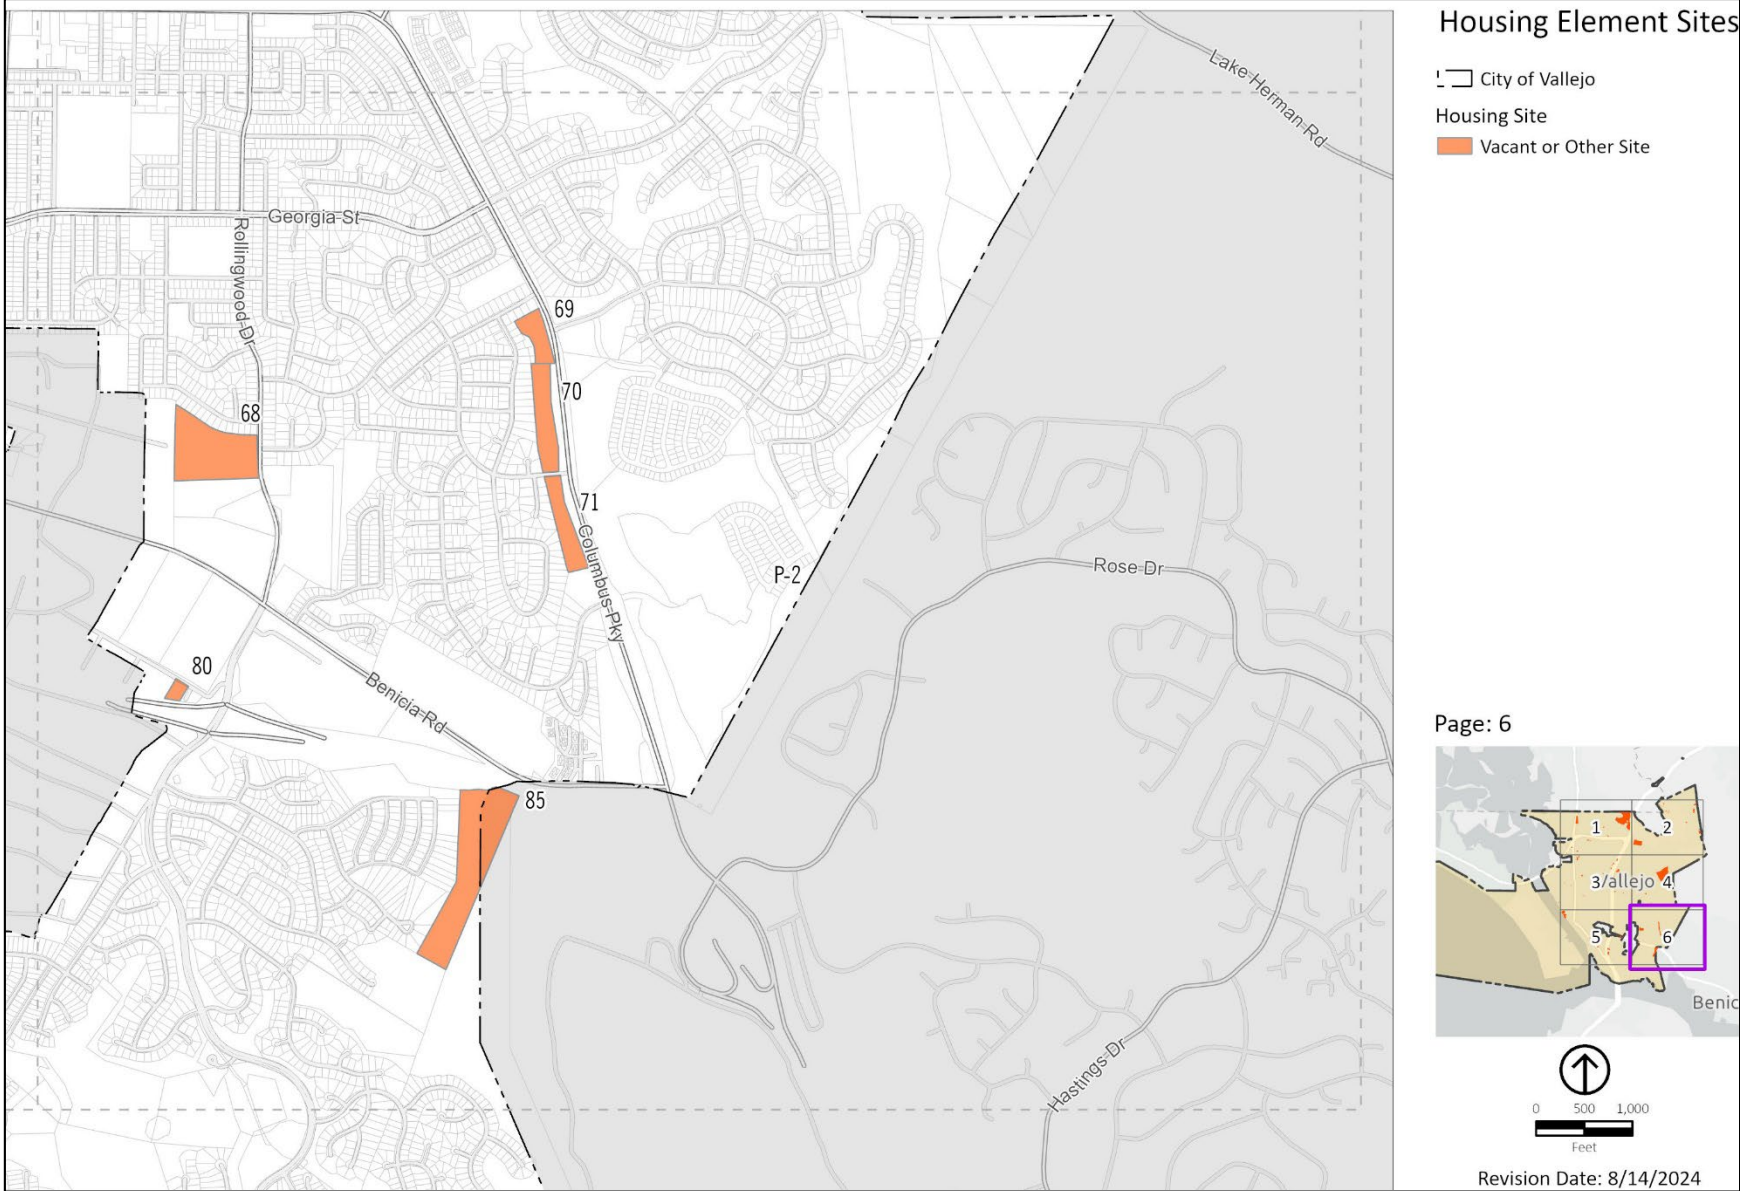 Housing Element Sites
City of Vallejo
Housing Site
Vacant or Other Site
Lake Herman Rd
Georgia St
Rollingwood Dr
69
70
68
71
Columbus Pky
P-2
Rose Dr
80
Benicia Rd
85
Hastings Dr
Page: 6
1
2
3
Vallejo
4
5
6
Benic
0 500 1,000
Feet
Revision Date: 8/14/2024